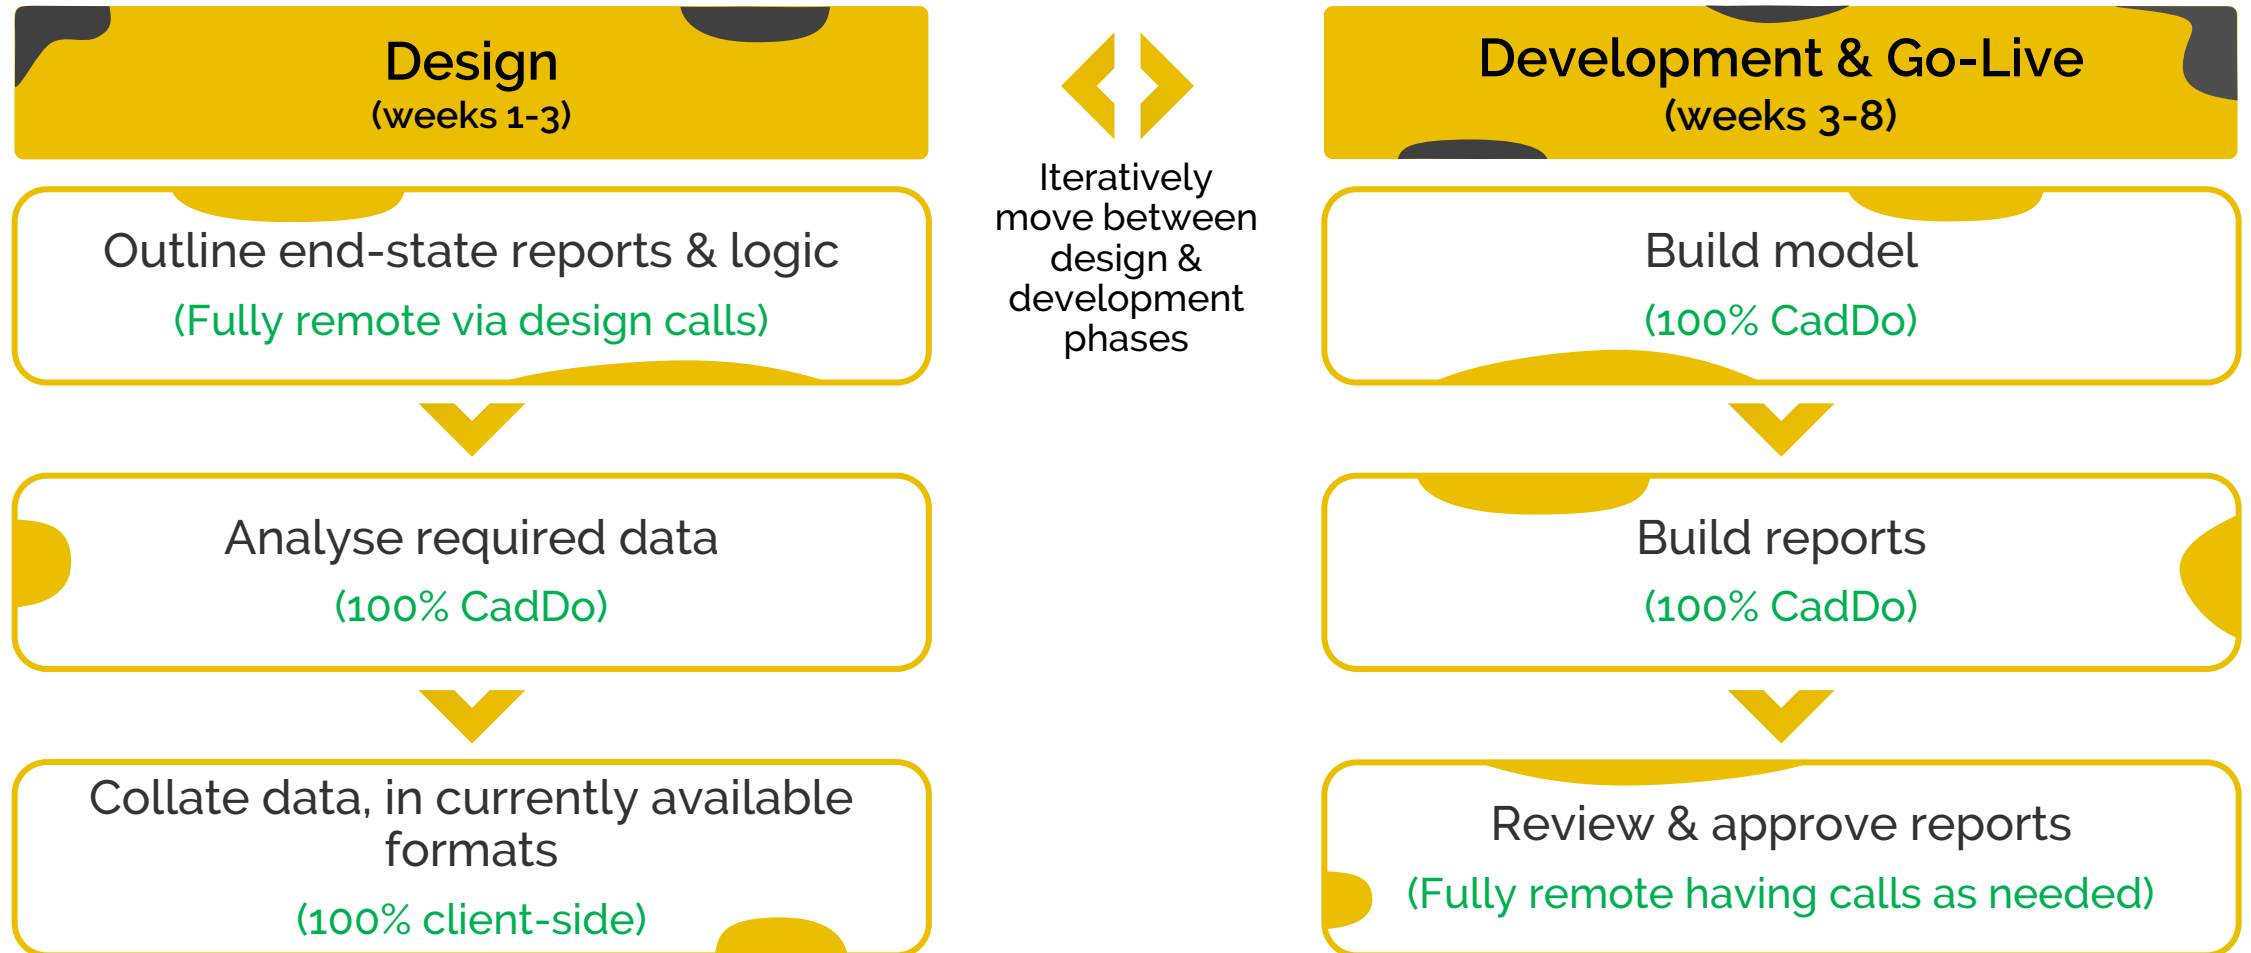 Design
(weeks 1-3)
Outline end-state reports & logic
(Fully remote via design calls)
Analyse required data
(100% CadDo)
Collate data, in currently available
formats
(100% client-side)
Iteratively
move between
design &
development
phases
Development & Go-Live
(weeks 3-8)
Build model
(100% CadDo)
Build reports
(100% CadDo)
Review & approve reports
(Fully remote having calls as needed)